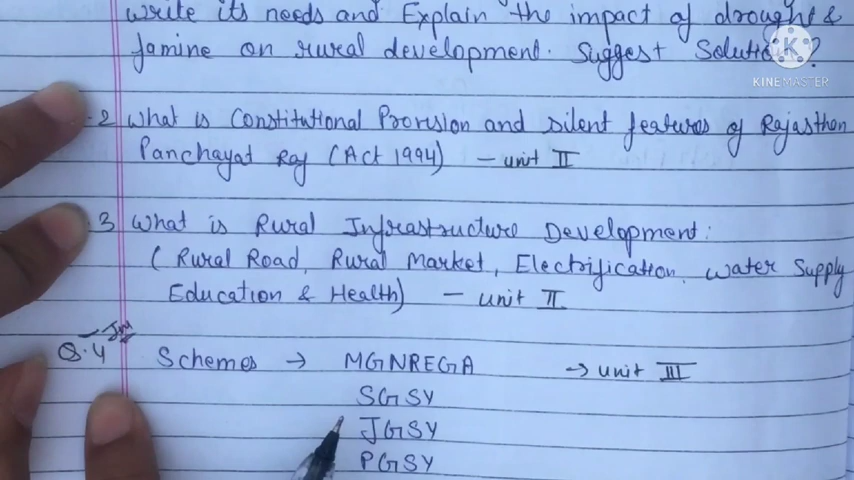 write its needs and Explain the impact of drought &
famine on rural development. Suggest Solution?
KINEMASTER
.2 What is Constitutional Provision and silent features of Rajasthan
Panchayat Raj (Act 1994) – unit II
.3 What is Rural Infrastructure Development:
(Rural Road, Rural Market, Electrification, Water Supply
Education & Health) – unit II
Q.4 Schemes → MGNREGA → unit III
SGSY
JGSY
PGSY